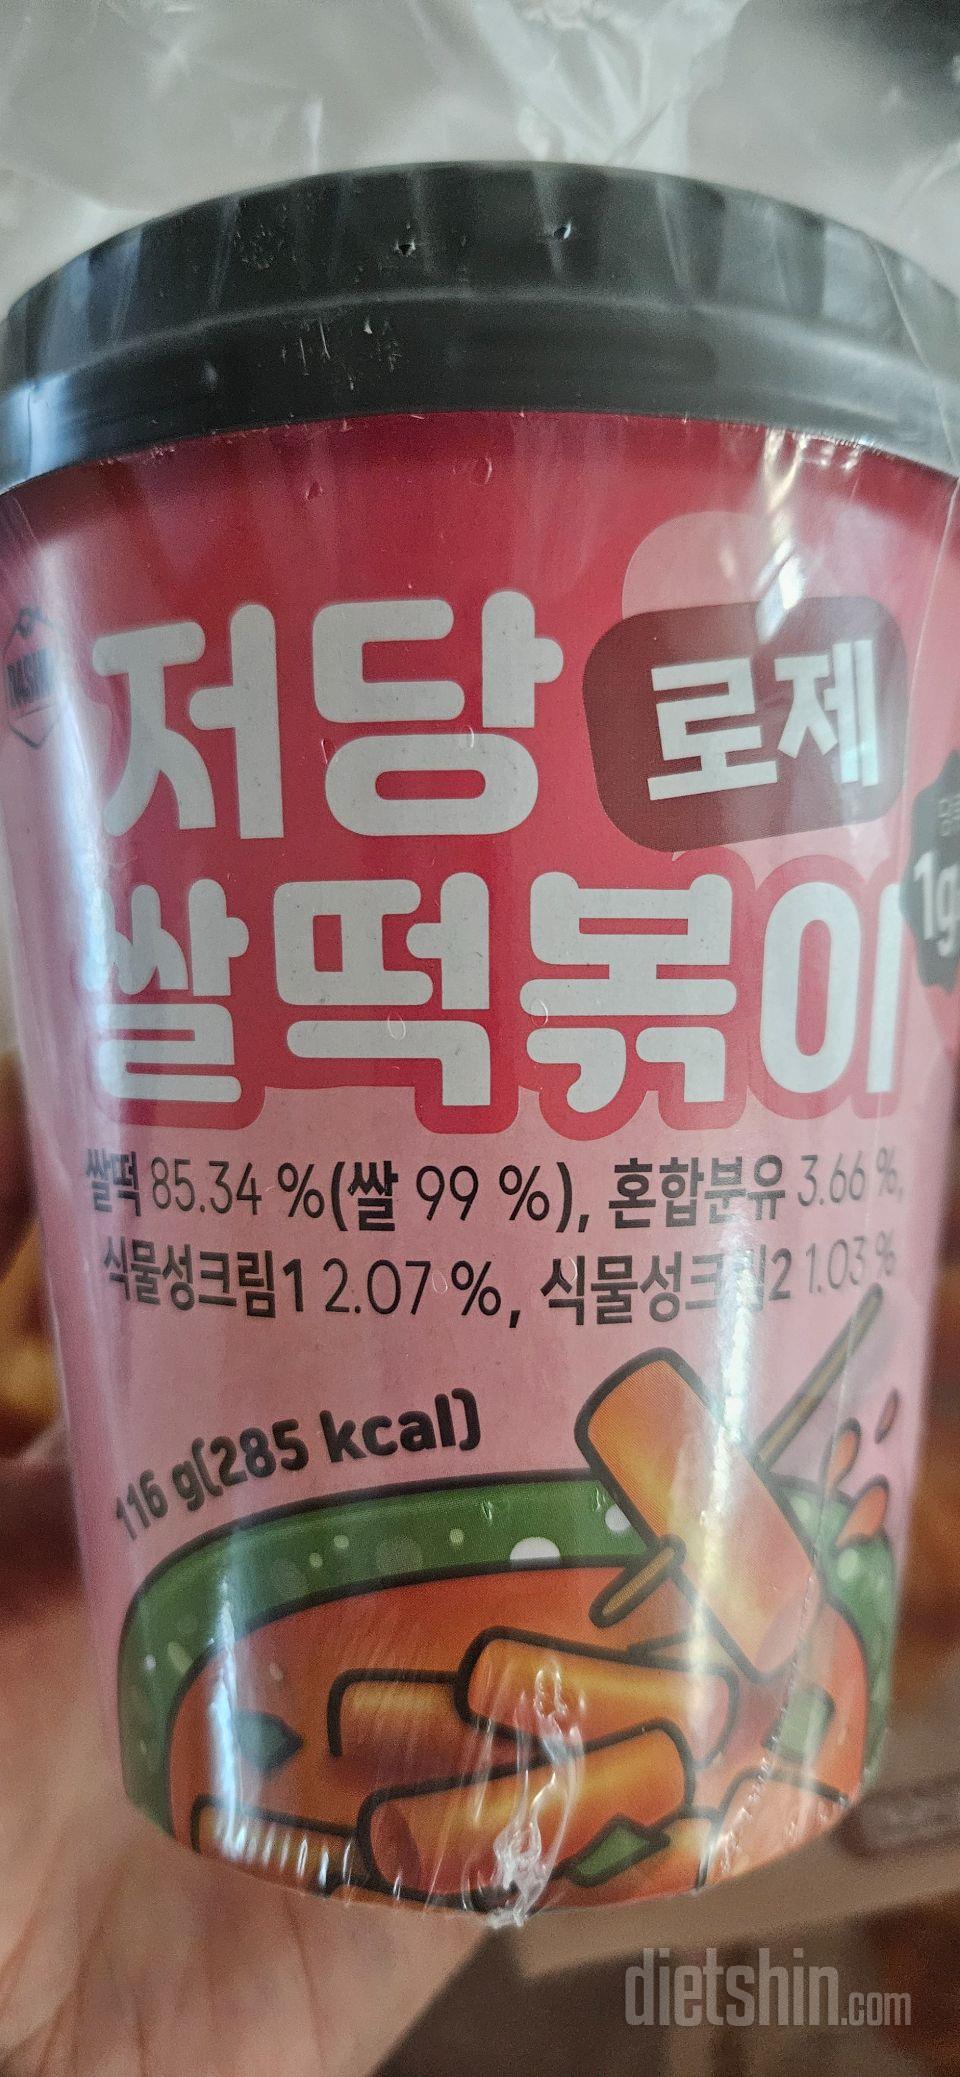 저당 로제
쌀떡볶이
1g
쌀떡 85.34 %(쌀 99 %), 혼합분유 3.66 %,
식물성크림1 2.07 %, 식물성크림2 1.03 %
116 g(285 kcal)
dietshin.com